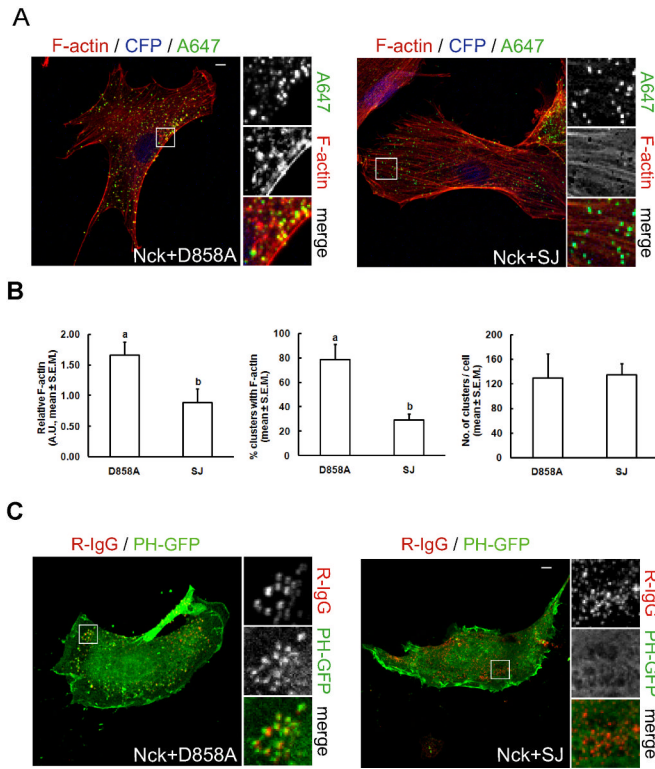 A
F-actin / CFP / A647
F-actin / CFP / A647
A647
F-actin
merge
Nck+D858A
A647
F-actin
merge
Nck+SJ
B
Relative F-actin
(A.U., mean ± S.E.M.)
2.00
1.50
1.00
0.50
0.00
a
b
D858A
SJ
% clusters with F-actin
(mean ± S.E.M.)
100
80
60
40
20
0
a
b
D858A
SJ
No. of clusters / cell
(mean ± S.E.M.)
200
160
120
80
40
0
D858A
SJ
C
R-IgG / PH-GFP
R-IgG / PH-GFP
R-IgG
PH-GFP
merge
Nck+D858A
R-IgG
PH-GFP
merge
Nck+SJ